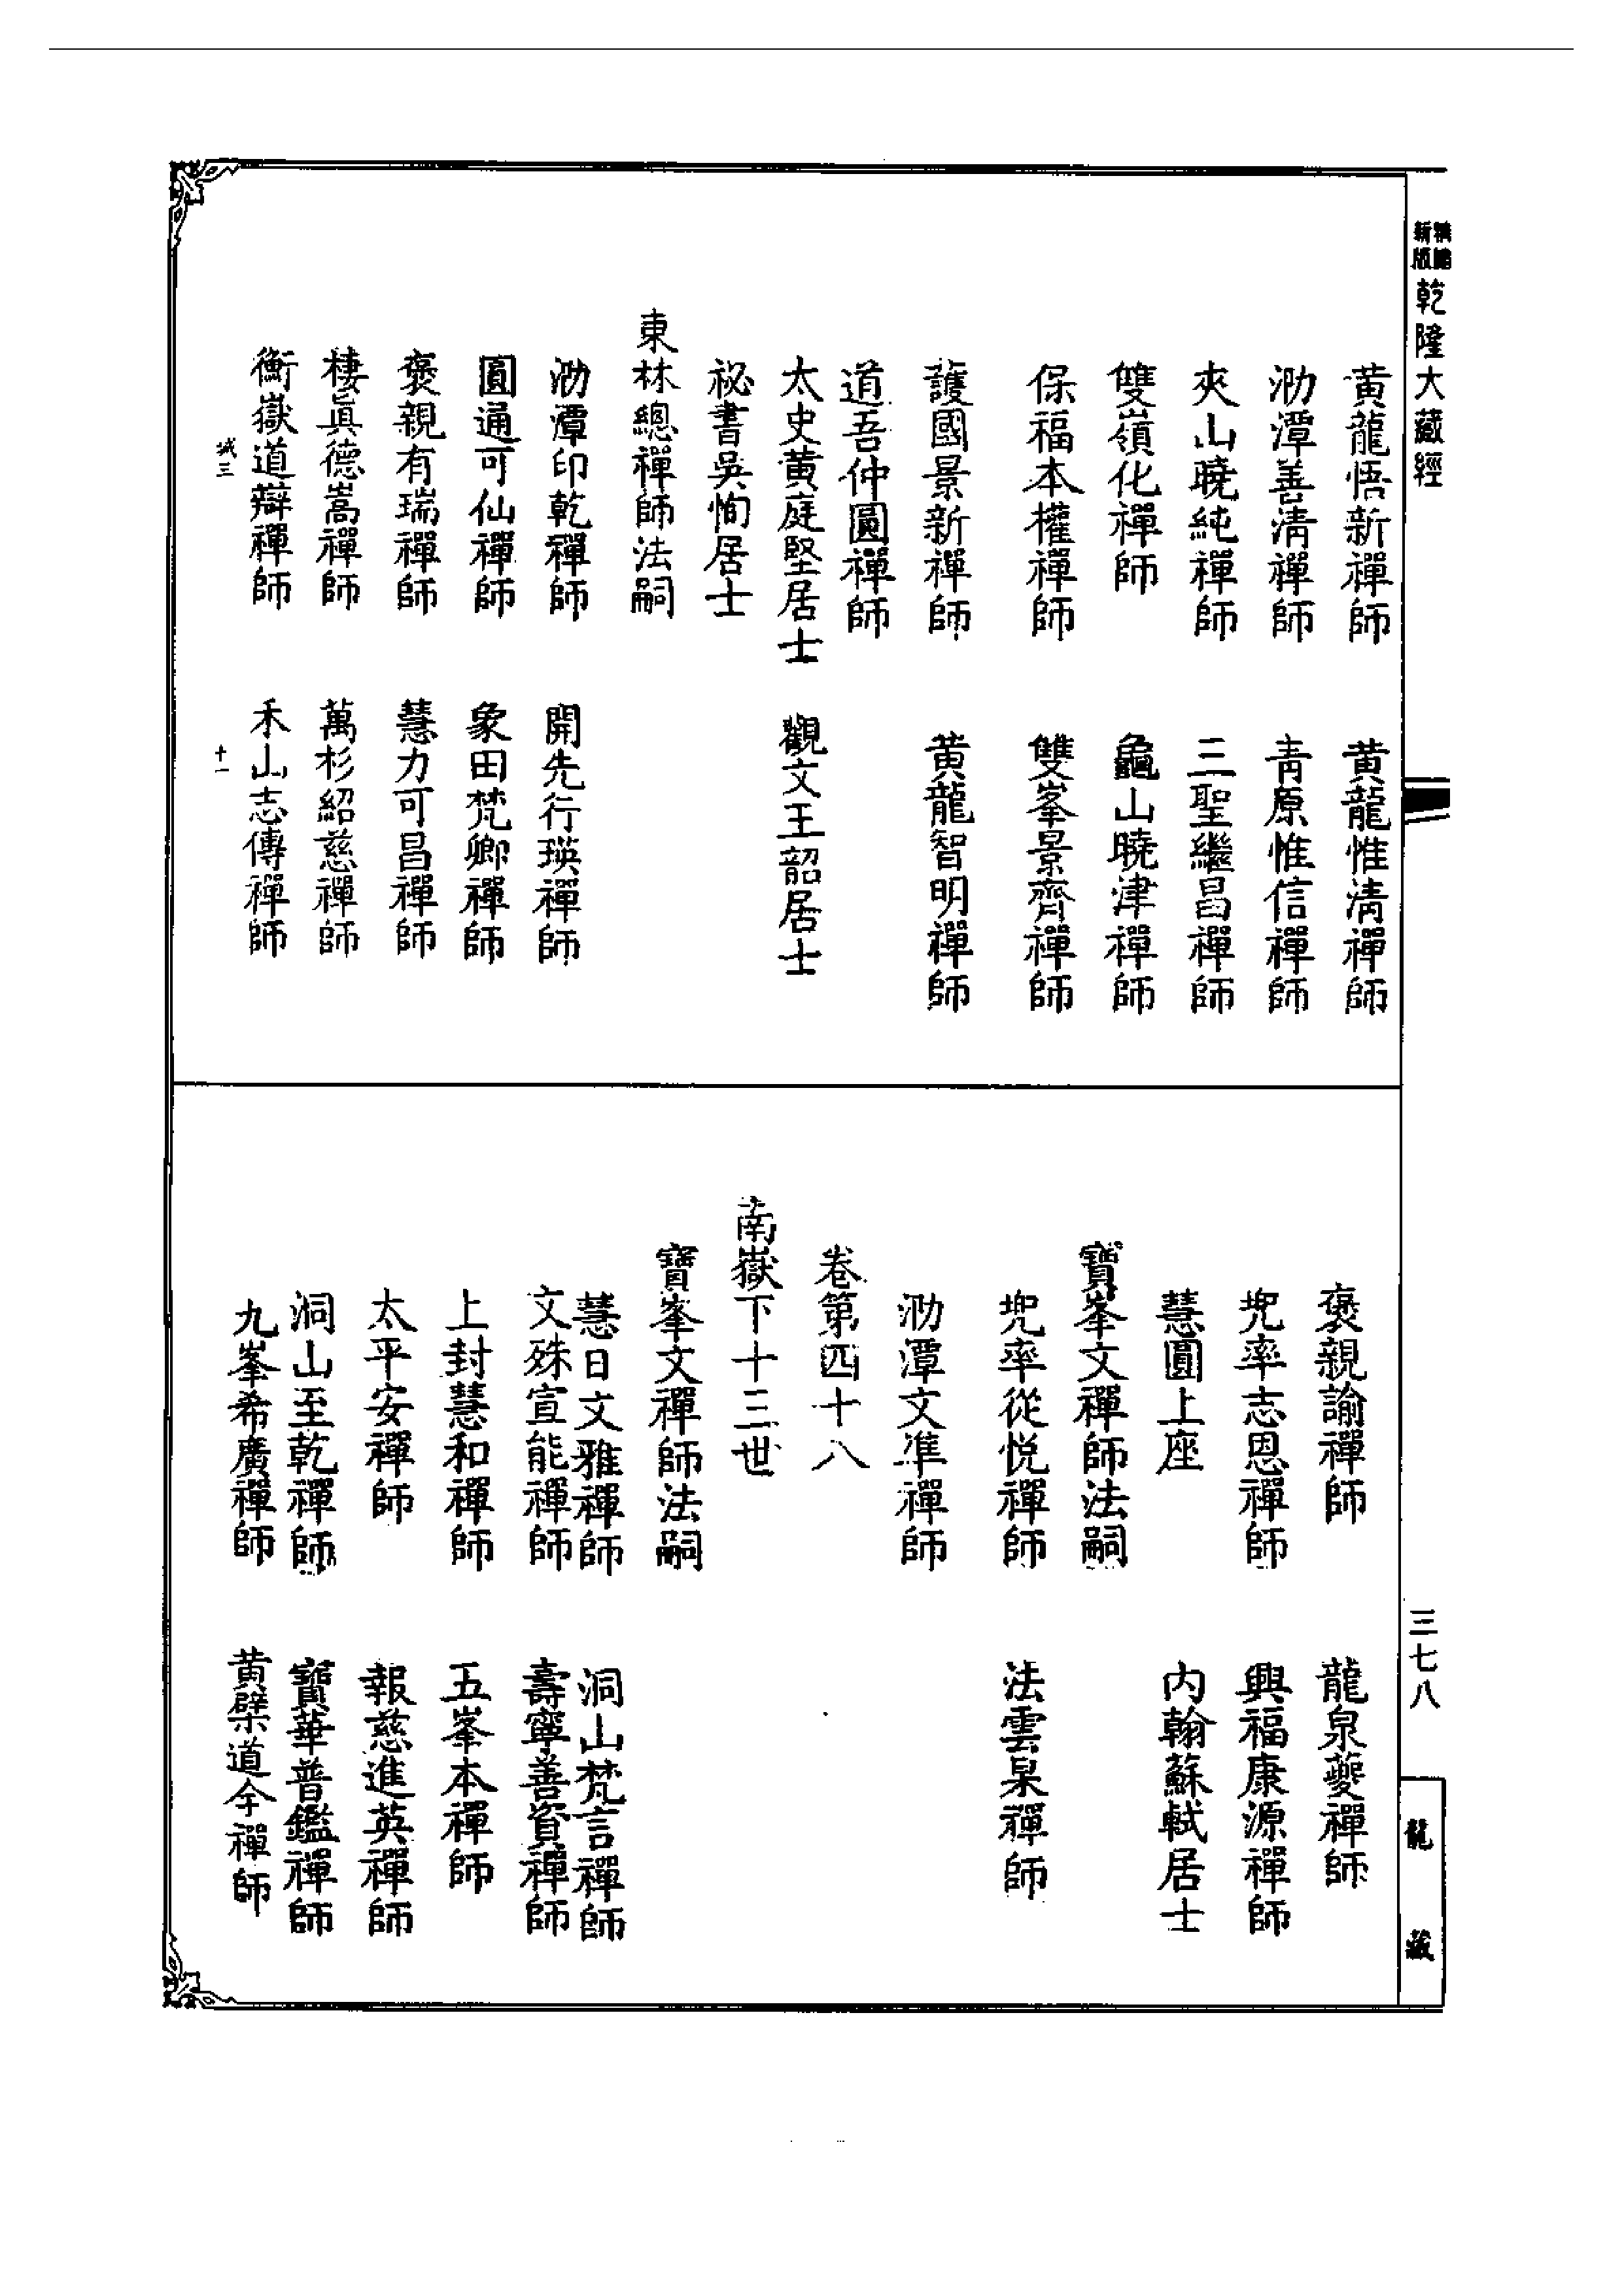 精縮新版乾隆大藏經
黄龍悟新禪師 黄龍惟清禪師
泐潭善清禪師 青原惟信禪師
夾山曉純禪師 三聖繼昌禪師
雙嶺化禪師 龜山曉津禪師
保福本權禪師 雙峯景齊禪師
護國景新禪師 黄龍智明禪師
道吾仲圓禪師
太史黄庭堅居士 觀文王韶居士
祕書吳恂居士
東林總禪師法嗣
泐潭印乾禪師 開先行瑛禪師
圓通可仙禪師 象田梵卿禪師
褒親有瑞禪師 慧力可昌禪師
棲眞德嵩禪師 萬杉紹慈禪師
衡嶽道辯禪師 禾山志傳禪師
十一
褒親諭禪師 龍泉夔禪師
兜率志恩禪師 興福康源禪師
慧圓上座 内翰蘇軾居士
寶峯文禪師法嗣
兜率從悅禪師 法雲杲禪師
泐潭文準禪師
卷第四十八
南嶽下十三世
寶峯文禪師法嗣
慧日文雅禪師 洞山梵言禪師
文殊宣能禪師 壽寧善資禪師
上封慧和禪師 五峯本禪師
太平安禪師 報慈進英禪師
洞山至乾禪師 寶華普鑑禪師
九峯希廣禪師 黄檗道全禪師
三七八
龍藏